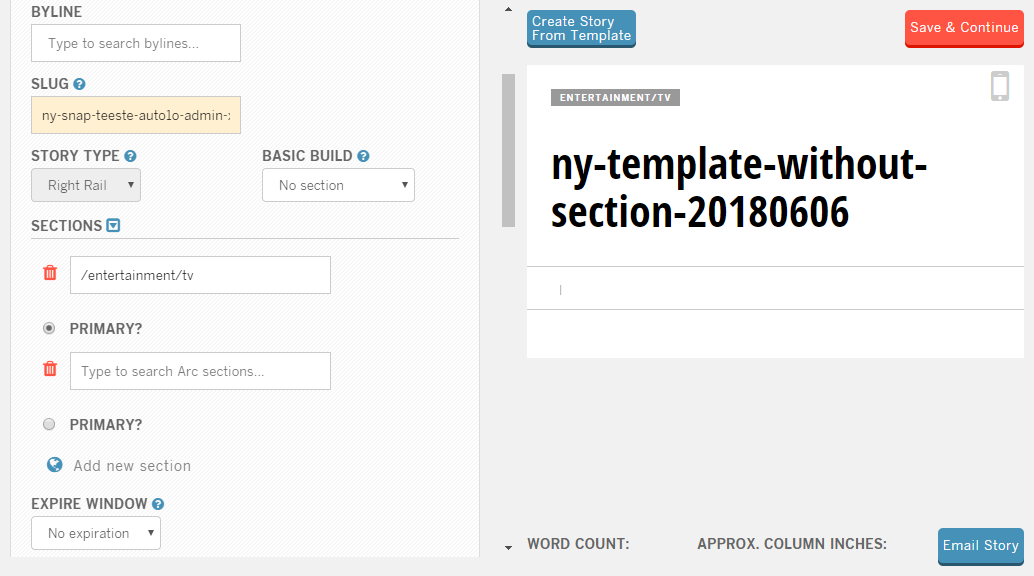 BYLINE
Type to search bylines...
SLUG
ny-snap-teeste-auto1o-admin-
STORY TYPE
BASIC BUILD
Right Rail
No section
SECTIONS
/entertainment/tv
PRIMARY?
Type to search Arc sections...
PRIMARY?
Add new section
EXPIRE WINDOW
No expiration
Create Story
From Template
Save & Continue
ENTERTAINMENT/TV
ny-template-without-
section-20180606
WORD COUNT:
APPROX. COLUMN INCHES:
Email Story